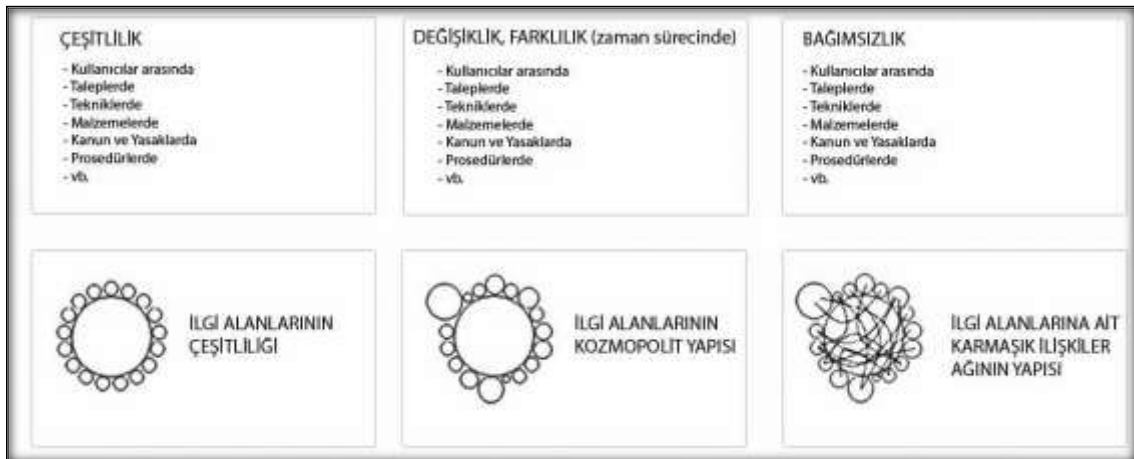 ÇEŞİTLİLİK
- Kullanıcılar arasında
- Taleplerde
- Tekniklerde
- Malzemelerde
- Kanun ve Yasaklarda
- Prosedürlerde
- vb.
DEĞİŞİKLİK, FARKLILIK (zaman sürecinde)
- Kullanıcılar arasında
- Taleplerde
- Tekniklerde
- Malzemelerde
- Kanun ve Yasaklarda
- Prosedürlerde
- vb.
BAĞIMSIZLIK
- Kullanıcılar arasında
- Taleplerde
- Tekniklerde
- Malzemelerde
- Kanun ve Yasaklarda
- Prosedürlerde
- vb.
İLGİ ALANLARININ
ÇEŞİTLİLİĞİ
İLGİ ALANLARININ
KOZMOPOLİT YAPISI
İLGİ ALANLARINA AİT
KARMAŞIK İLİŞKİLER
AĞININ YAPISI